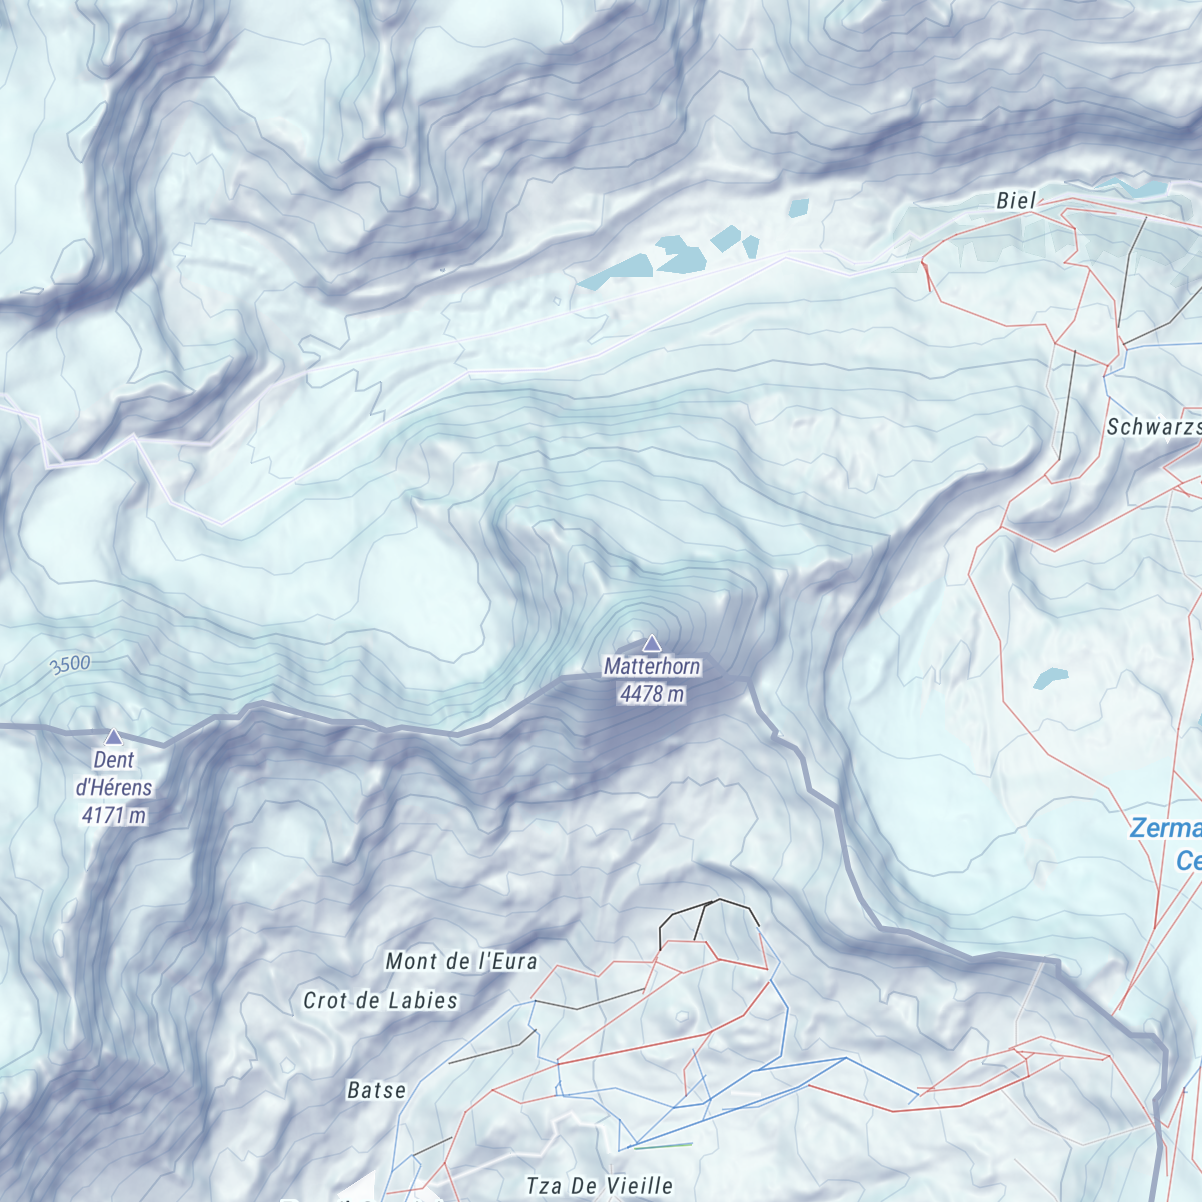 Biel
Schwarzs
3500
Matterhorn
4478 m
Dent
d'Hérens
4171 m
Zerma
Ce
Mont de l'Eura
Crot de Labies
Batse
Tza De Vieille